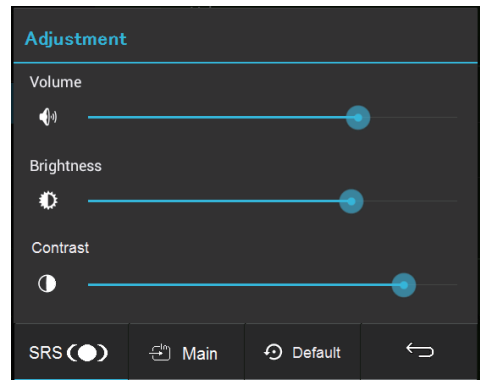 Adjustment
Volume
Brightness
Contrast
SRS Main Default